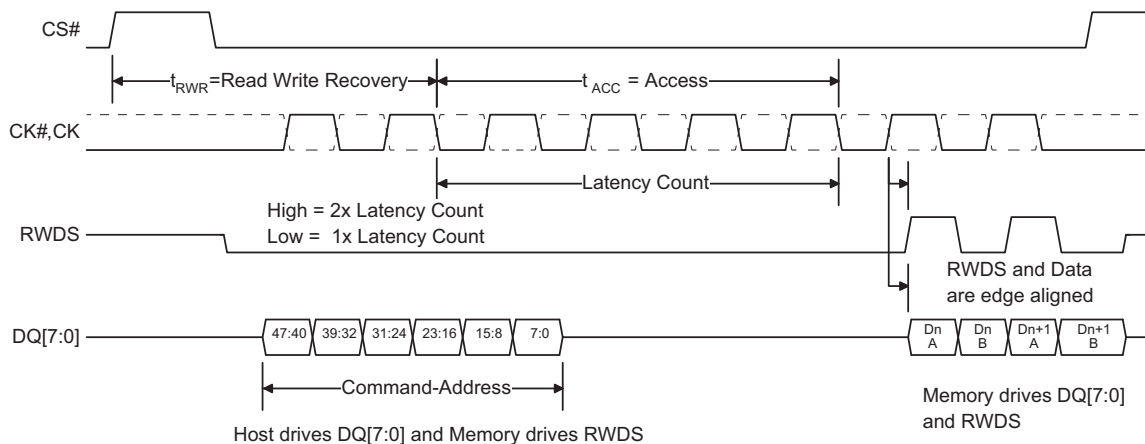 CS#
tRWR=Read Write Recovery
tACC = Access
CK#,CK
Latency Count
High = 2x Latency Count
Low = 1x Latency Count
RWDS
RWDS and Data
are edge aligned
DQ[7:0]
47:40 39:32 31:24 23:16 15:8 7:0
Dn
A
Dn
B
Dn+1
A
Dn+1
B
Command-Address
Memory drives DQ[7:0]
and RWDS
Host drives DQ[7:0] and Memory drives RWDS